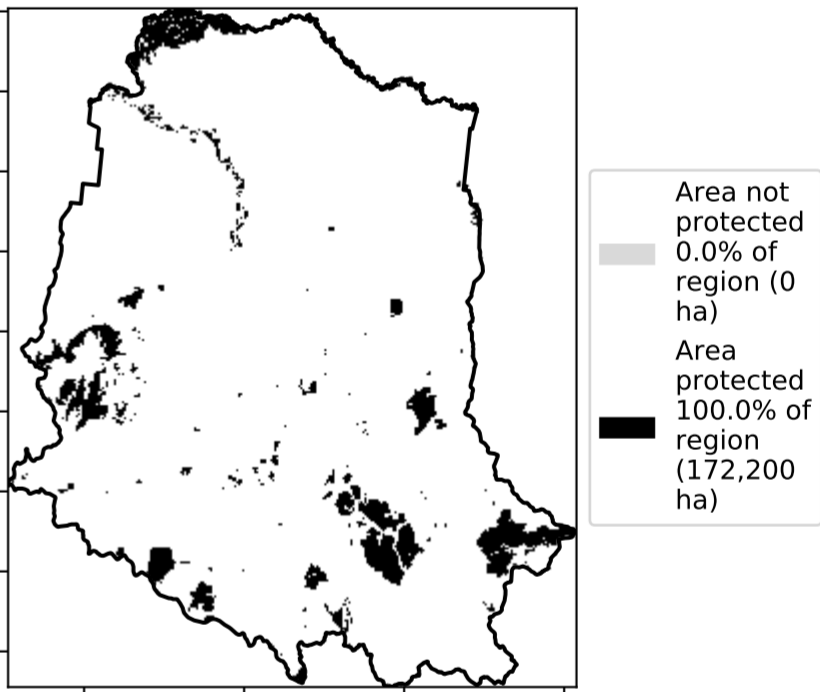 Area not
protected
0.0% of
region (0
ha)
Area
protected
100.0% of
region
(172,200
ha)